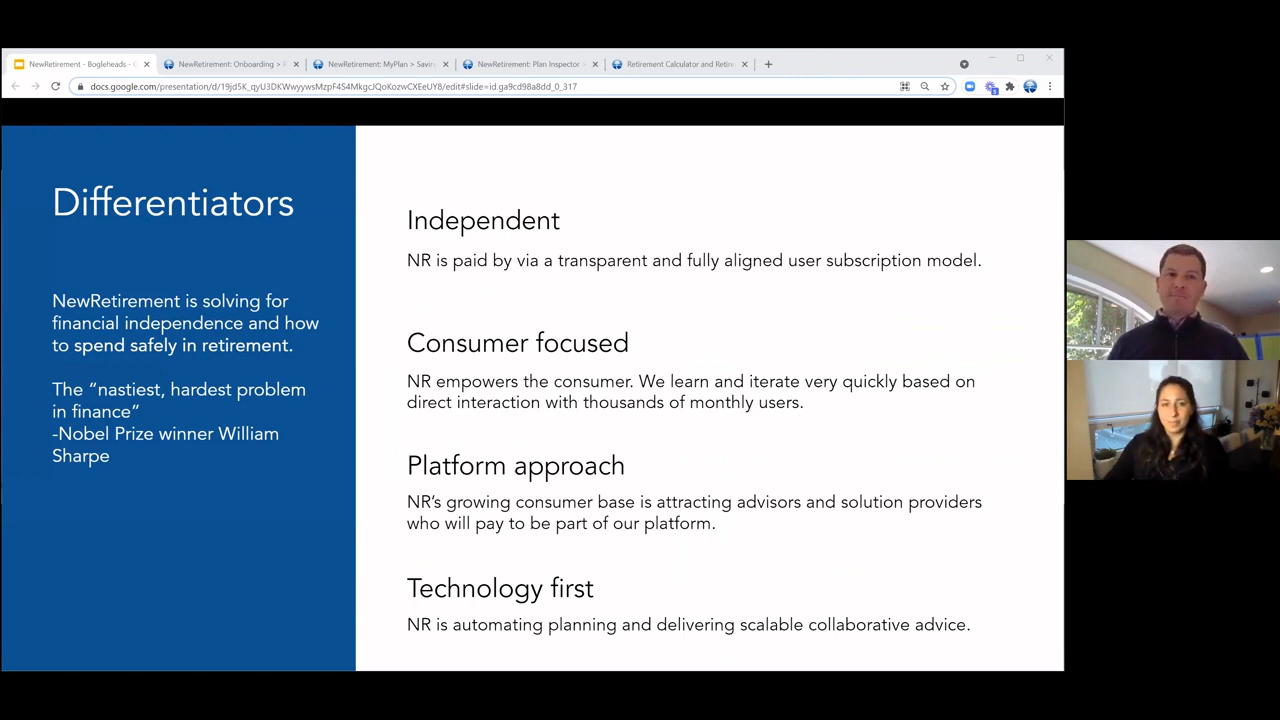 NewRetirement - Bogleheads - G
NewRetirement: Onboarding > P
NewRetirement: MyPlan > Savin
NewRetirement: Plan Inspector >
Retirement Calculator and Retire
docs.google.com/presentation/d/19jd5K_qyU3DKWwyywsMzpF4S4MkgcJQoKozwCXEeUY8/edit#slide=id.ga9cd98a8dd_0_317
Differentiators
NewRetirement is solving for
financial independence and how
to spend safely in retirement.
The “nastiest, hardest problem
in finance”
-Nobel Prize winner William
Sharpe
Independent
NR is paid by via a transparent and fully aligned user subscription model.
Consumer focused
NR empowers the consumer. We learn and iterate very quickly based on
direct interaction with thousands of monthly users.
Platform approach
NR’s growing consumer base is attracting advisors and solution providers
who will pay to be part of our platform.
Technology first
NR is automating planning and delivering scalable collaborative advice.